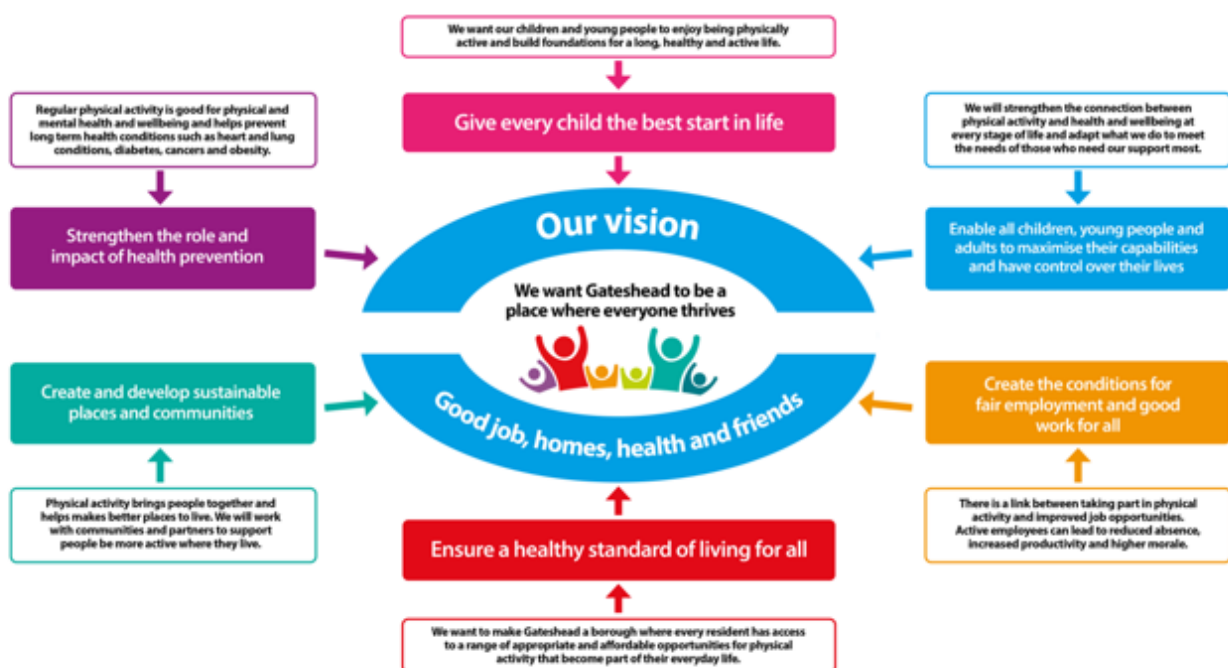 We want our children and young people to enjoy being physically
active and build foundations for a long, healthy and active life.
Give every child the best start in life
Regular physical activity is good for physical and
mental health and wellbeing and helps prevent
long term health conditions such as heart and lung
conditions, diabetes, cancers and obesity.
Strengthen the role and
impact of health prevention
We will strengthen the connection between
physical activity and health and wellbeing at
every stage of life and adapt what we do to meet
the needs of those who need our support most.
Enable all children, young people and
adults to maximise their capabilities
and have control over their lives
Our vision
We want Gateshead to be a
place where everyone thrives
Good job, homes, health and friends
Create and develop sustainable
places and communities
Physical activity brings people together and
helps makes better places to live. We will work
with communities and partners to support
people be more active where they live.
Create the conditions for
fair employment and good
work for all
There is a link between taking part in physical
activity and improved job opportunities.
Active employees can lead to reduced absence,
increased productivity and higher morale.
Ensure a healthy standard of living for all
We want to make Gateshead a borough where every resident has access
to a range of appropriate and affordable opportunities for physical
activity that become part of their everyday life.